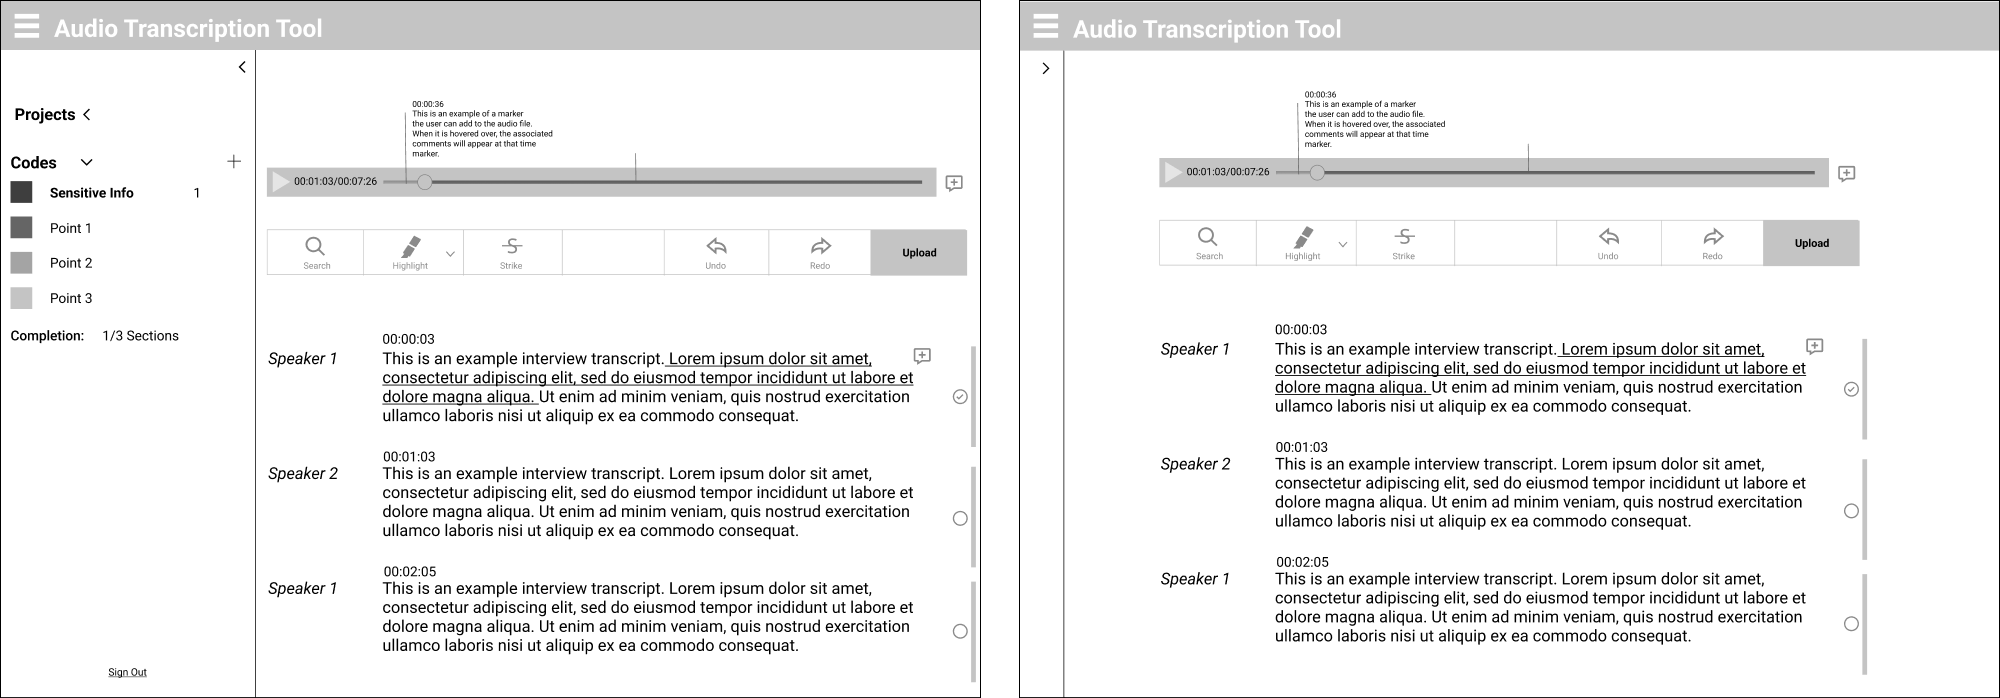 Audio Transcription Tool
Projects
Codes
Sensitive Info 1
Point 1
Point 2
Point 3
Completion: 1/3 Sections
Sign Out
00:00:36
This is an example of a marker
the user can add to the audio file.
When it is hovered over, the associated
comments will appear at that time
marker.
00:01:03/00:07:26
Search
Highlight
Strike
Undo
Redo
Upload
00:00:03
Speaker 1
This is an example interview transcript. Lorem ipsum dolor sit amet,
consectetur adipiscing elit, sed do eiusmod tempor incididunt ut labore et
dolore magna aliqua. Ut enim ad minim veniam, quis nostrud exercitation
ullamco laboris nisi ut aliquip ex ea commodo consequat.
00:01:03
Speaker 2
This is an example interview transcript. Lorem ipsum dolor sit amet,
consectetur adipiscing elit, sed do eiusmod tempor incididunt ut labore et
dolore magna aliqua. Ut enim ad minim veniam, quis nostrud exercitation
ullamco laboris nisi ut aliquip ex ea commodo consequat.
00:02:05
Speaker 1
This is an example interview transcript. Lorem ipsum dolor sit amet,
consectetur adipiscing elit, sed do eiusmod tempor incididunt ut labore et
dolore magna aliqua. Ut enim ad minim veniam, quis nostrud exercitation
ullamco laboris nisi ut aliquip ex ea commodo consequat.
Audio Transcription Tool
00:00:36
This is an example of a marker
the user can add to the audio file.
When it is hovered over, the associated
comments will appear at that time
marker.
00:01:03/00:07:26
Search
Highlight
Strike
Undo
Redo
Upload
00:00:03
Speaker 1
This is an example interview transcript. Lorem ipsum dolor sit amet,
consectetur adipiscing elit, sed do eiusmod tempor incididunt ut labore et
dolore magna aliqua. Ut enim ad minim veniam, quis nostrud exercitation
ullamco laboris nisi ut aliquip ex ea commodo consequat.
00:01:03
Speaker 2
This is an example interview transcript. Lorem ipsum dolor sit amet,
consectetur adipiscing elit, sed do eiusmod tempor incididunt ut labore et
dolore magna aliqua. Ut enim ad minim veniam, quis nostrud exercitation
ullamco laboris nisi ut aliquip ex ea commodo consequat.
00:02:05
Speaker 1
This is an example interview transcript. Lorem ipsum dolor sit amet,
consectetur adipiscing elit, sed do eiusmod tempor incididunt ut labore et
dolore magna aliqua. Ut enim ad minim veniam, quis nostrud exercitation
ullamco laboris nisi ut aliquip ex ea commodo consequat.